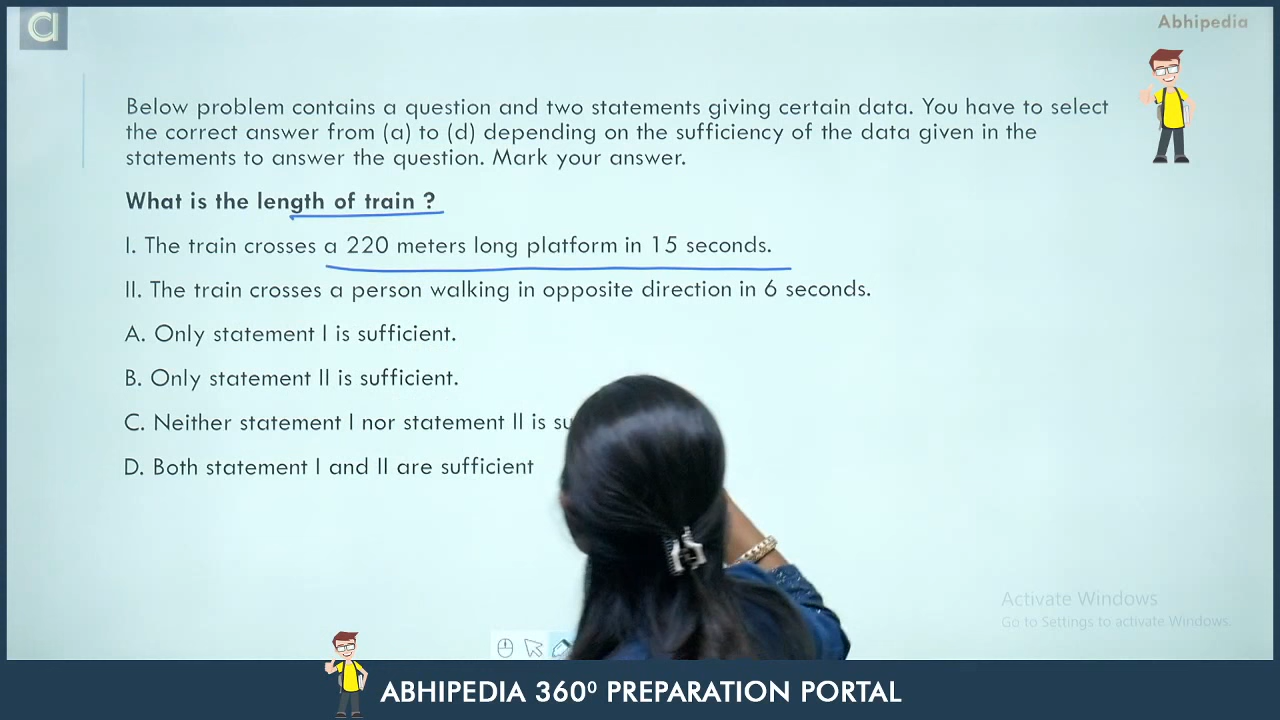 Abhipedia
Below problem contains a question and two statements giving certain data. You have to select
the correct answer from (a) to (d) depending on the sufficiency of the data given in the
statements to answer the question. Mark your answer.
What is the length of train ?
I. The train crosses a 220 meters long platform in 15 seconds.
II. The train crosses a person walking in opposite direction in 6 seconds.
A. Only statement I is sufficient.
B. Only statement II is sufficient.
C. Neither statement I nor statement II is su
D. Both statement I and II are sufficient
Activate Windows
Go to Settings to activate Windows.
ABHIPEDIA 360⁰ PREPARATION PORTAL